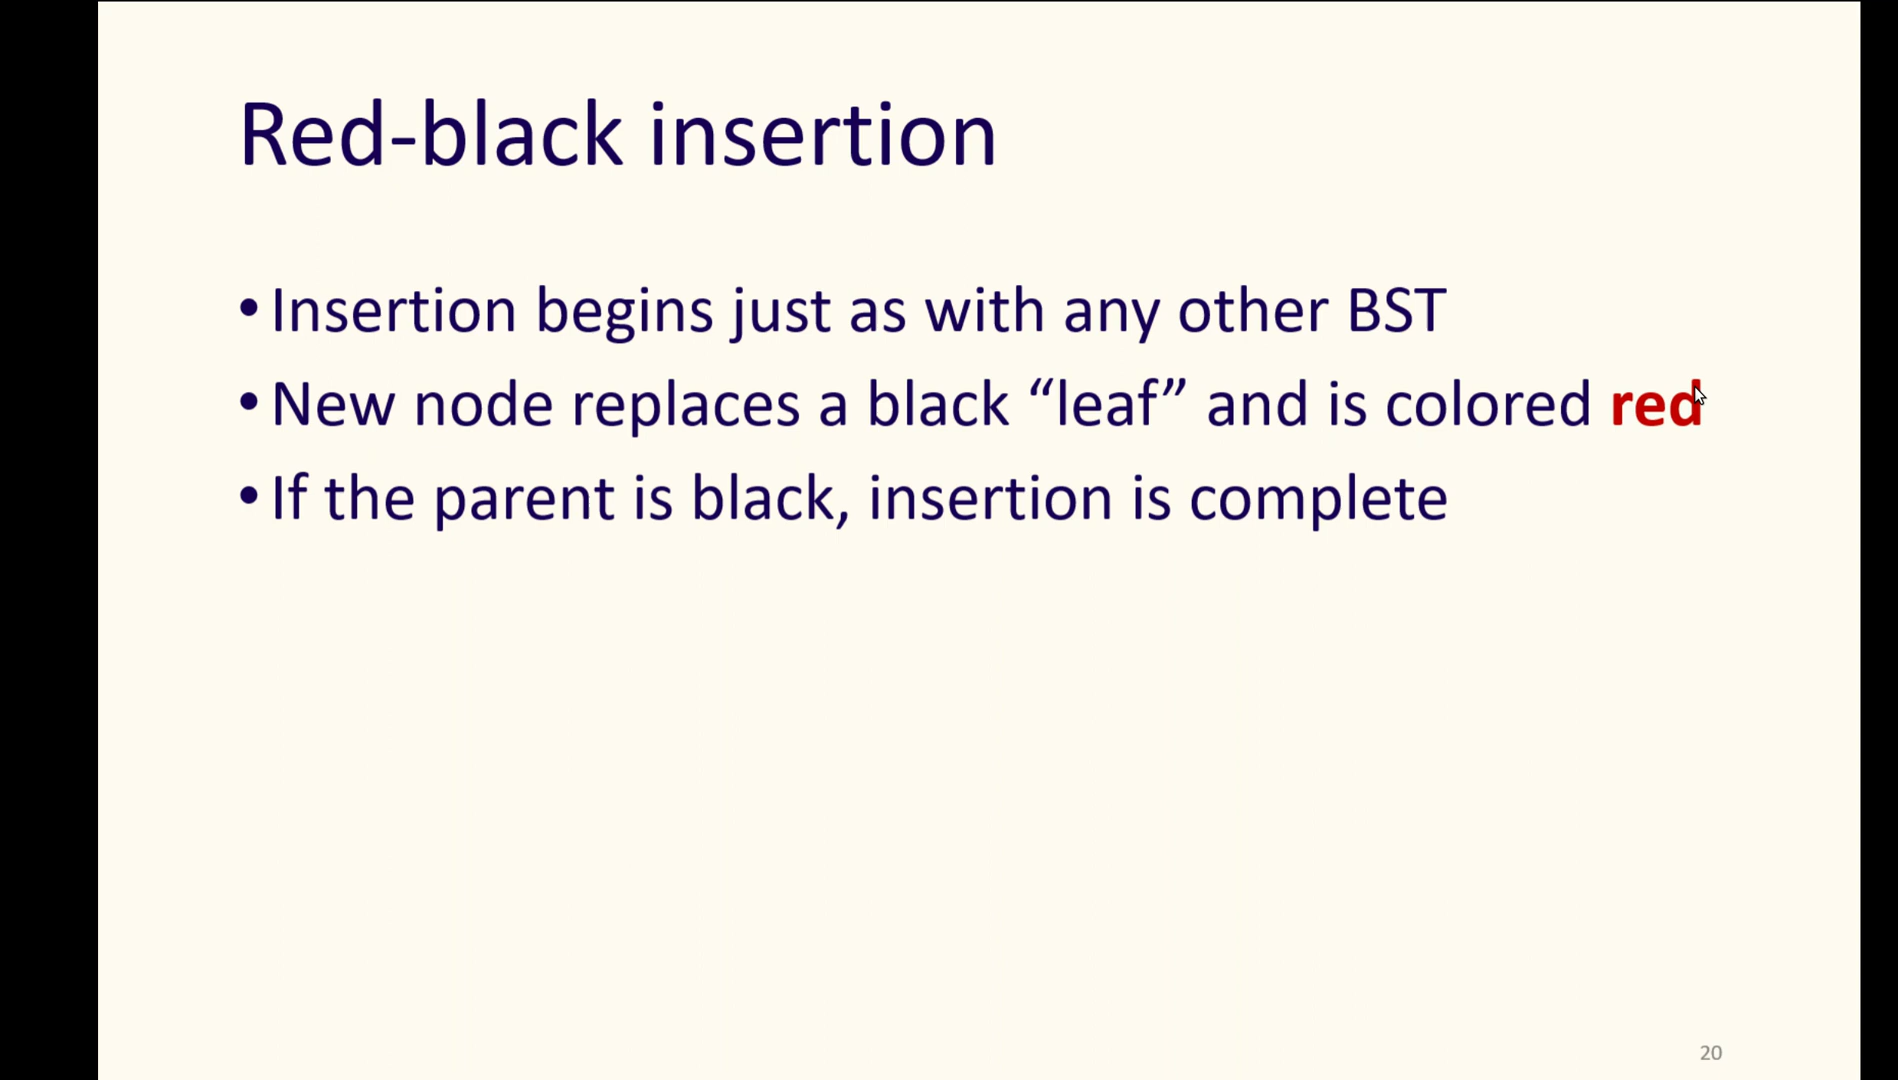 Red-black insertion
• Insertion begins just as with any other BST
• New node replaces a black “leaf” and is colored red
• If the parent is black, insertion is complete
20